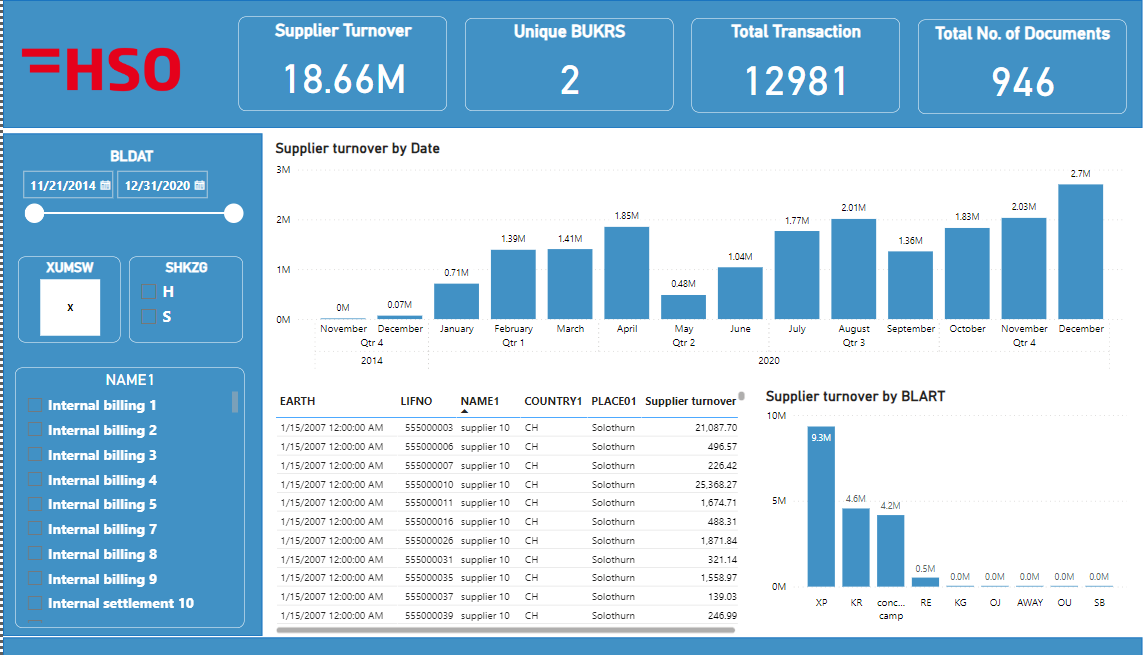 HSO
Supplier Turnover
18.66M
Unique BUKRS
2
Total Transaction
12981
Total No. of Documents
946
BLDAT
11/21/2014 12/31/2020
XUMSW
x
SHKZG
H
S
NAME1
Internal billing 1
Internal billing 2
Internal billing 3
Internal billing 4
Internal billing 5
Internal billing 7
Internal billing 8
Internal billing 9
Internal settlement 10
Supplier turnover by Date
3M
2M
1M
0M
0M 0.07M 0.71M 1.39M 1.41M 1.85M 0.48M 1.04M 1.77M 2.01M 1.36M 1.83M 2.03M 2.7M
November December January February March April May June July August September October November December
Qtr 4 Qtr 1 Qtr 2 Qtr 3 Qtr 4
2014 2020
EARTH LIFNO NAME1 COUNTRY1 PLACE01 Supplier turnover
1/15/2007 12:00:00 AM 555000003 supplier 10 CH Solothurn 21,087.70
1/15/2007 12:00:00 AM 555000006 supplier 10 CH Solothurn 496.57
1/15/2007 12:00:00 AM 555000007 supplier 10 CH Solothurn 226.42
1/15/2007 12:00:00 AM 555000010 supplier 10 CH Solothurn 25,368.27
1/15/2007 12:00:00 AM 555000011 supplier 10 CH Solothurn 1,674.71
1/15/2007 12:00:00 AM 555000016 supplier 10 CH Solothurn 488.31
1/15/2007 12:00:00 AM 555000026 supplier 10 CH Solothurn 1,871.84
1/15/2007 12:00:00 AM 555000031 supplier 10 CH Solothurn 321.14
1/15/2007 12:00:00 AM 555000035 supplier 10 CH Solothurn 1,558.97
1/15/2007 12:00:00 AM 555000037 supplier 10 CH Solothurn 139.03
1/15/2007 12:00:00 AM 555000039 supplier 10 CH Solothurn 246.99
Supplier turnover by BLART
10M
5M
0M
9.3M 4.6M 4.2M 0.5M 0.0M 0.0M 0.0M 0.0M 0.0M
XP KR conc... RE KG OJ AWAY OU SB
camp